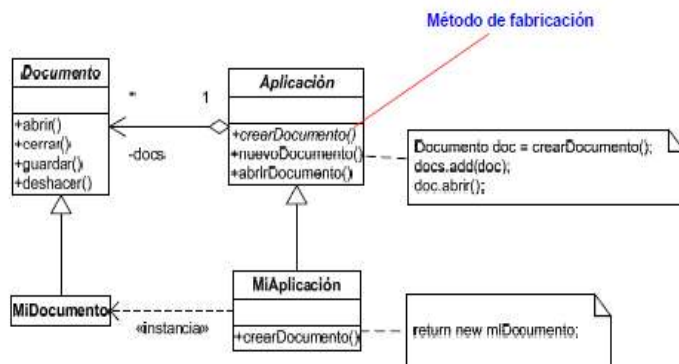 Método de fabricación
Documento
+abrir()
+cerrar()
+guardar()
+deshacer()
*
1
-docs
Aplicación
+crearDocumento()
+nuevoDocumento()
+abrirDocumento()
Documento doc = crearDocumento();
docs.add(doc);
doc.abrir();
MiDocumento
«instancia»
MiAplicación
+crearDocumento()
return new miDocumento;